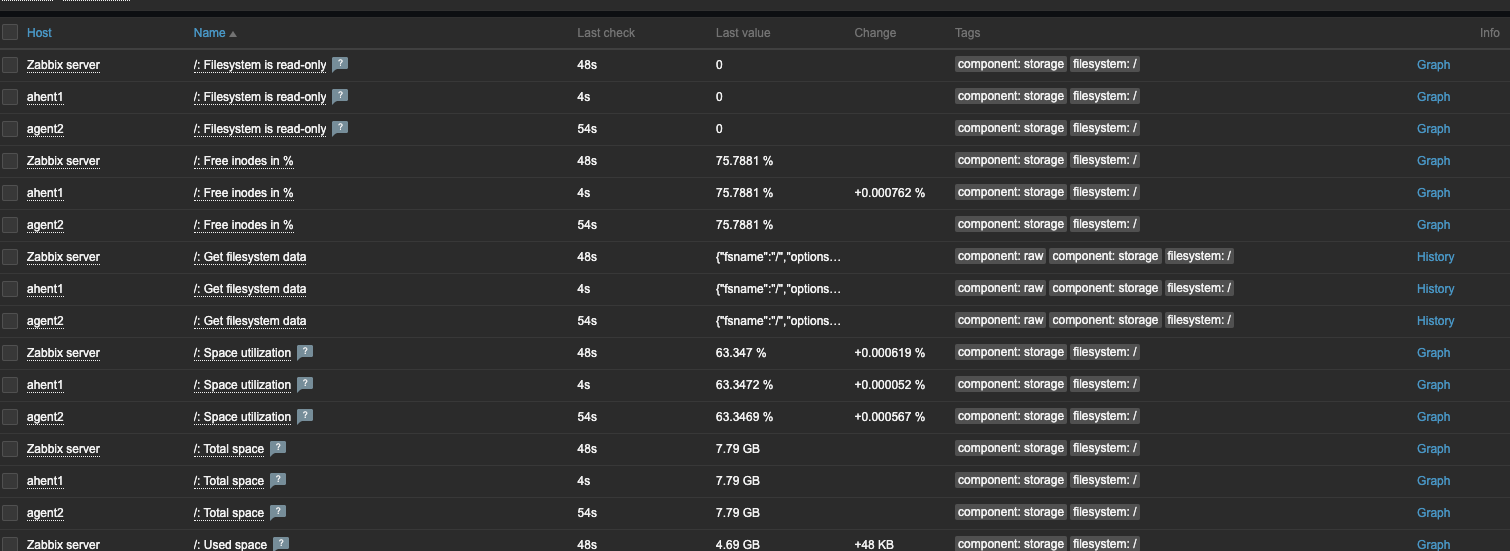 Host Name Last check Last value Change Tags Info
Zabbix server /: Filesystem is read-only ? 48s 0 component: storage filesystem: / Graph
ahent1 /: Filesystem is read-only ? 4s 0 component: storage filesystem: / Graph
agent2 /: Filesystem is read-only ? 54s 0 component: storage filesystem: / Graph
Zabbix server /: Free inodes in % 48s 75.7881 % component: storage filesystem: / Graph
ahent1 /: Free inodes in % 4s 75.7881 % +0.000762 % component: storage filesystem: / Graph
agent2 /: Free inodes in % 54s 75.7881 % component: storage filesystem: / Graph
Zabbix server /: Get filesystem data 48s {"fsname":"/","options… component: raw component: storage filesystem: / History
ahent1 /: Get filesystem data 4s {"fsname":"/","options… component: raw component: storage filesystem: / History
agent2 /: Get filesystem data 54s {"fsname":"/","options… component: raw component: storage filesystem: / History
Zabbix server /: Space utilization ? 48s 63.347 % +0.000619 % component: storage filesystem: / Graph
ahent1 /: Space utilization ? 4s 63.3472 % +0.000052 % component: storage filesystem: / Graph
agent2 /: Space utilization ? 54s 63.3469 % +0.000567 % component: storage filesystem: / Graph
Zabbix server /: Total space ? 48s 7.79 GB component: storage filesystem: / Graph
ahent1 /: Total space ? 4s 7.79 GB component: storage filesystem: / Graph
agent2 /: Total space ? 54s 7.79 GB component: storage filesystem: / Graph
Zabbix server /: Used space ? 48s 4.69 GB +48 KB component: storage filesystem: / Graph